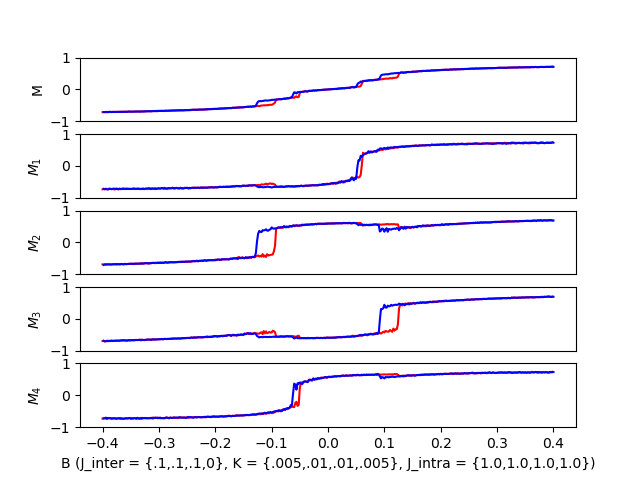 1
0
−1
M
1
0
−1
M1
1
0
−1
M2
1
0
−1
M3
1
0
−1
M4
−0.4 −0.3 −0.2 −0.1 0.0 0.1 0.2 0.3 0.4
B (J_inter = {.1,.1,.1,0}, K = {.005,.01,.01,.005}, J_intra = {1.0,1.0,1.0,1.0})